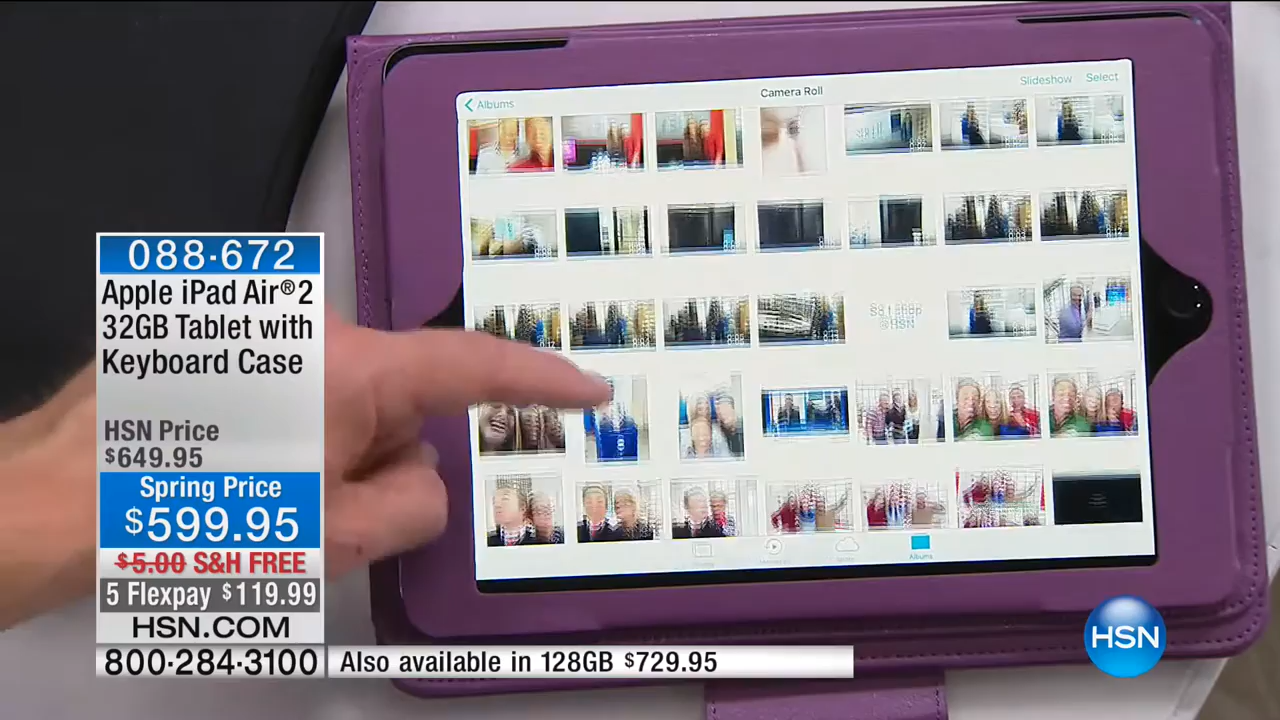 088-672
Apple iPad Air®2
32GB Tablet with
Keyboard Case
HSN Price
$649.95
Spring Price
$599.95
$5.00 S&H FREE
5 Flexpay $119.99
HSN.COM
800-284-3100
Also available in 128GB $729.95
HSN
Albums
Camera Roll
Slideshow
Select
@HSN
Albums